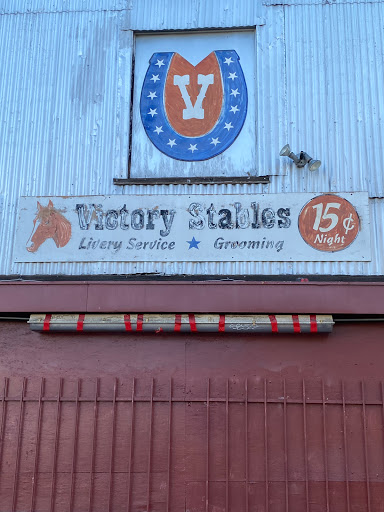 V
Victory Stables
Livery Service ★ Grooming
15¢
Night